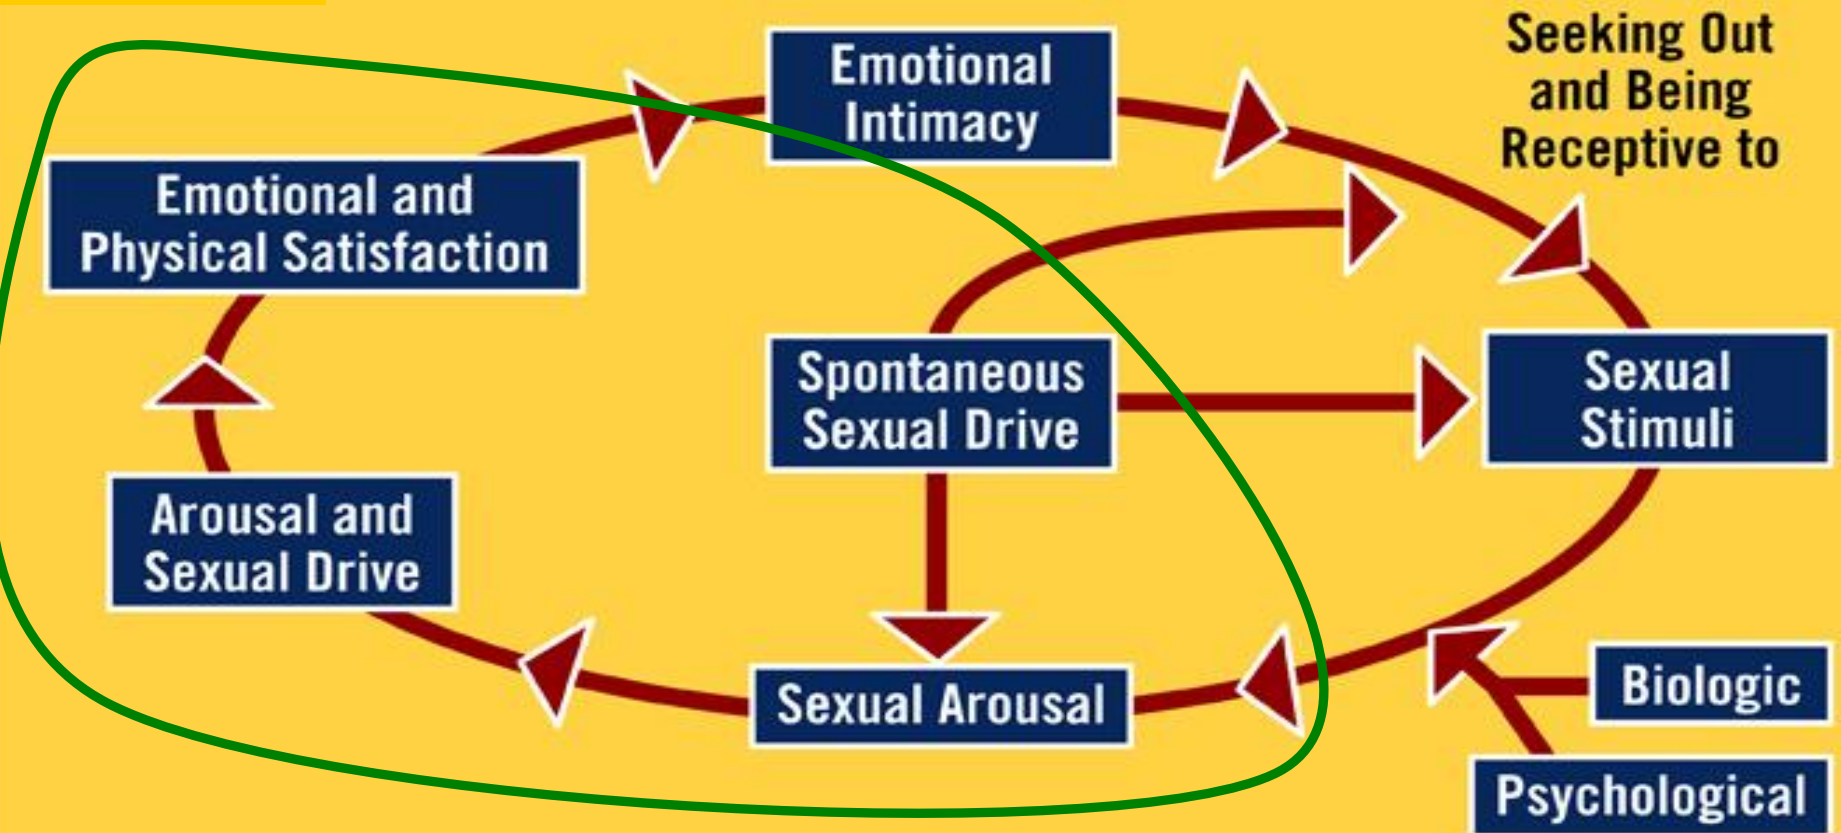 Emotional
Intimacy
Seeking Out
and Being
Receptive to
Emotional and
Physical Satisfaction
Spontaneous
Sexual Drive
Sexual
Stimuli
Arousal and
Sexual Drive
Sexual Arousal
Biologic
Psychological